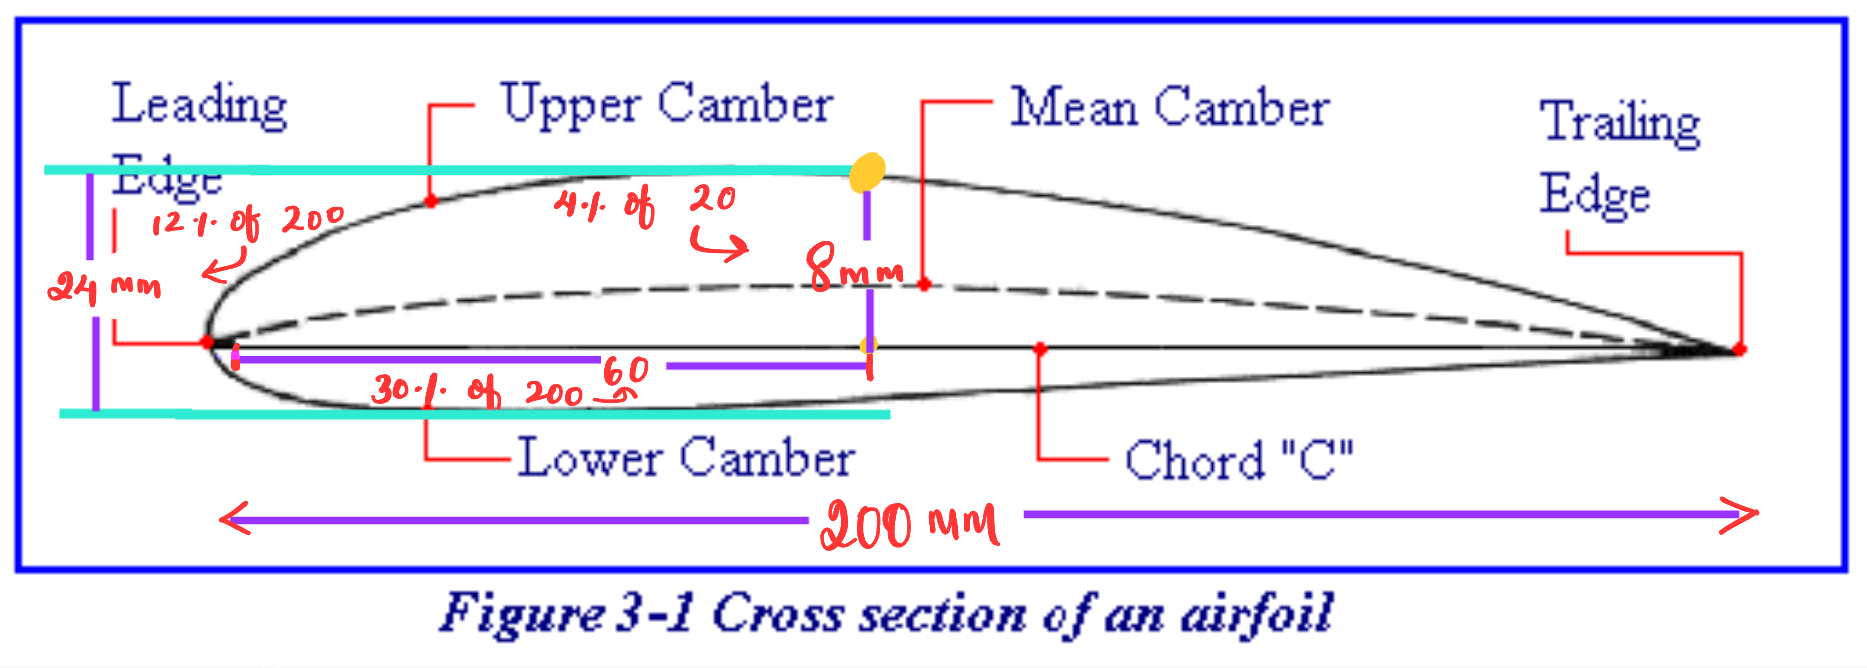 Leading
Edge
Upper Camber
Mean Camber
Trailing
Edge
12% of 200
4% of 20
24 mm
8mm
60
30% of 200
Lower Camber
Chord "C"
200 mm
Figure 3-1 Cross section of an airfoil